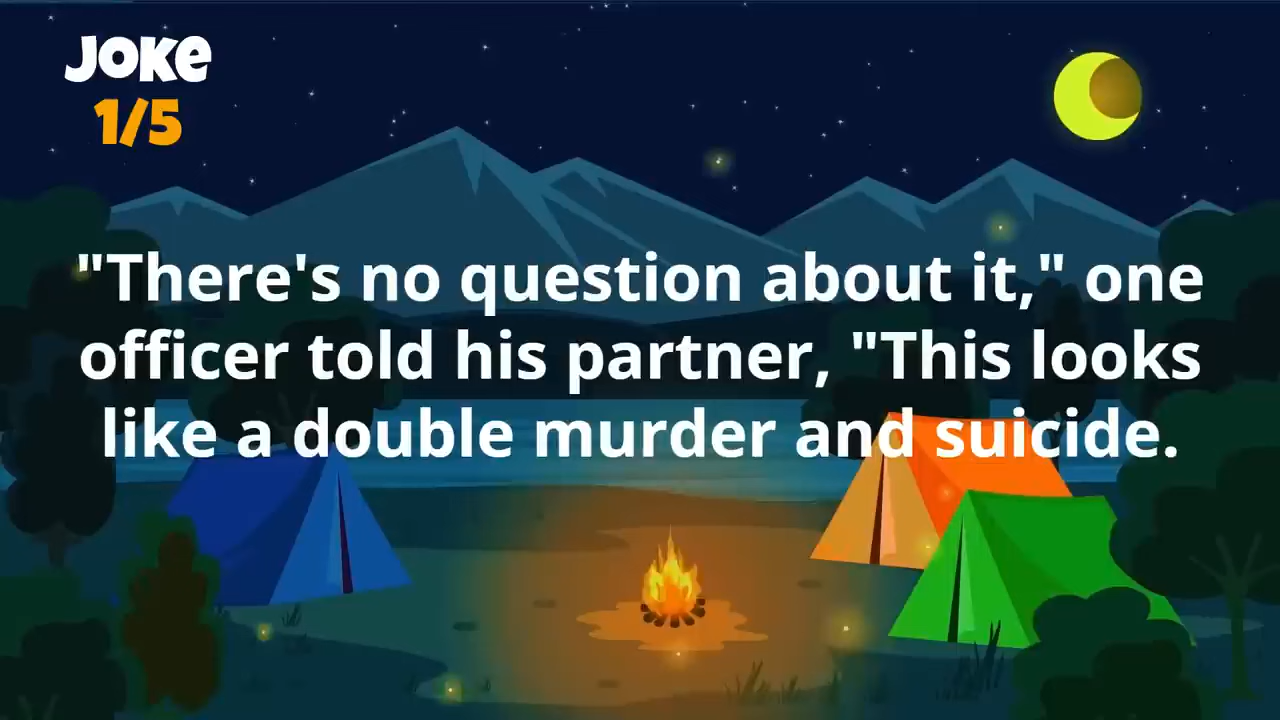 Joke
1/5
"There's no question about it," one
officer told his partner, "This looks
like a double murder and suicide.